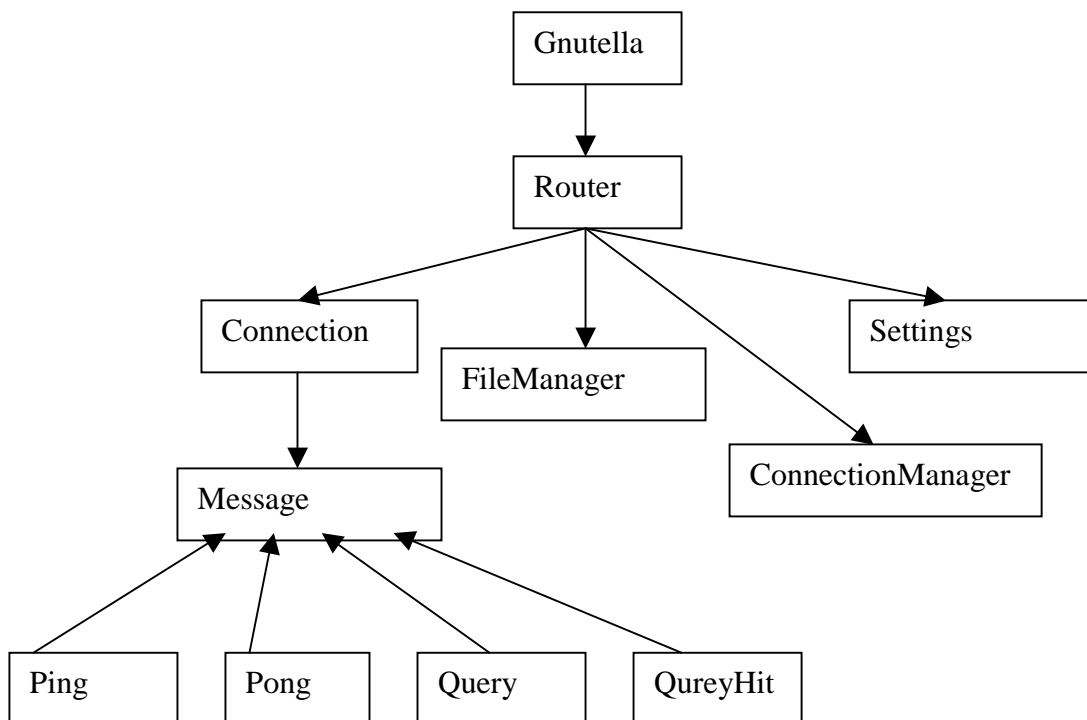 Gnutella
Router
Connection
Settings
FileManager
ConnectionManager
Message
Ping
Pong
Query
QureyHit